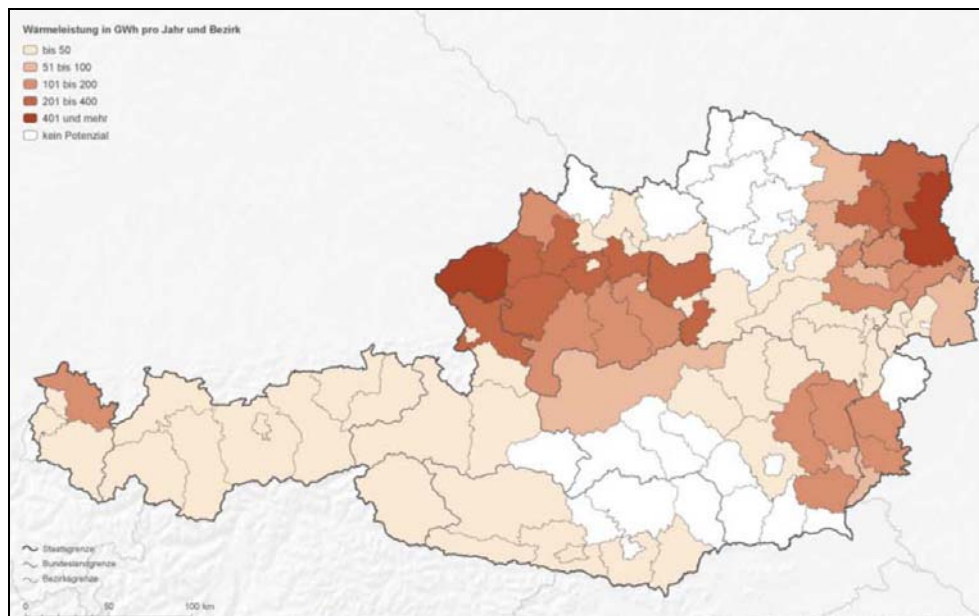 Wärmeleistung in GWh pro Jahr und Bezirk
bis 50
51 bis 100
101 bis 200
201 bis 400
401 und mehr
kein Potenzial
Staatsgrenze
Bundeslandgrenze
Bezirksgrenze
0 50 100 km